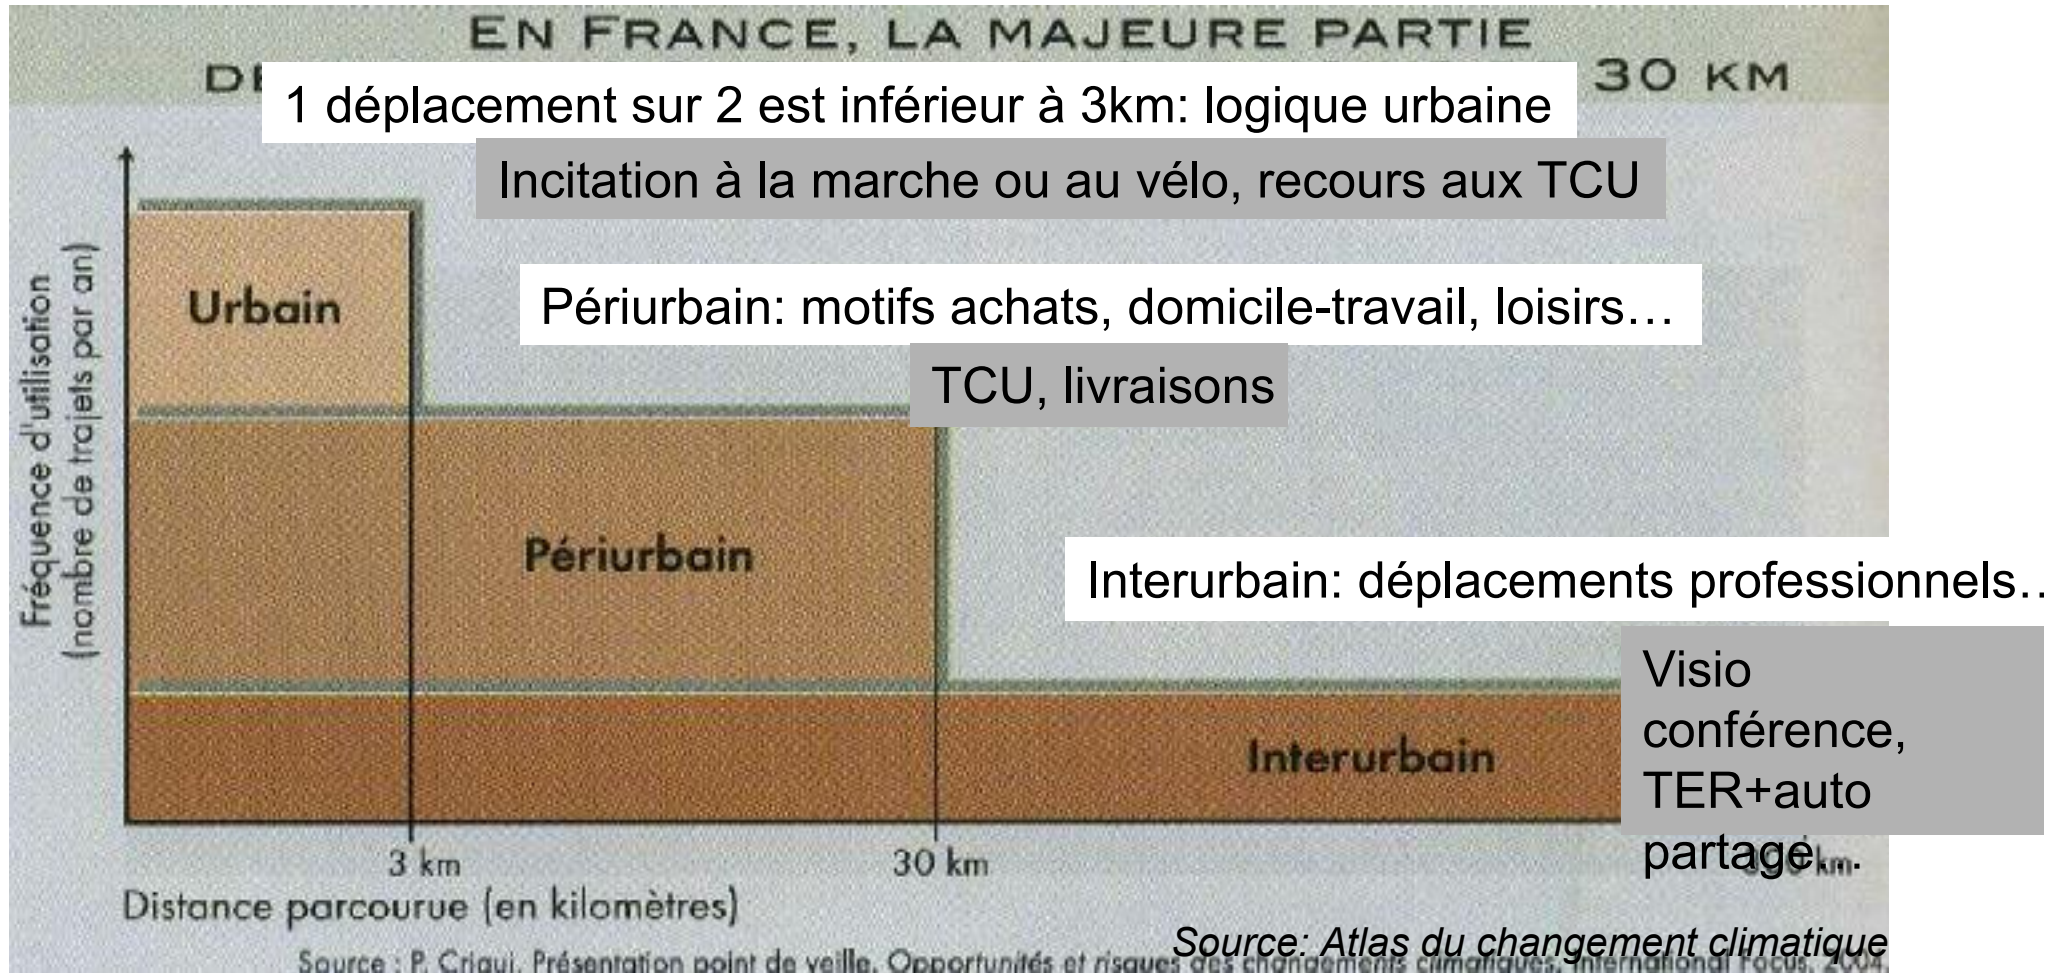 EN FRANCE, LA MAJEURE PARTIE
30 KM
1 déplacement sur 2 est inférieur à 3km: logique urbaine
Incitation à la marche ou au vélo, recours aux TCU
Fréquence d'utilisation
(nombre de trajets par an)
Urbain
Périurbain: motifs achats, domicile-travail, loisirs…
TCU, livraisons
Périurbain
Interurbain: déplacements professionnels…
Visio
conférence,
TER+auto
partagé…
Interurbain
3 km
30 km
km
Distance parcourue (en kilomètres)
Source: Atlas du changement climatique
Source : P. Criqui, Présentation point de veille, Opportunités et risques des changements climatiques, International Focus, 2004